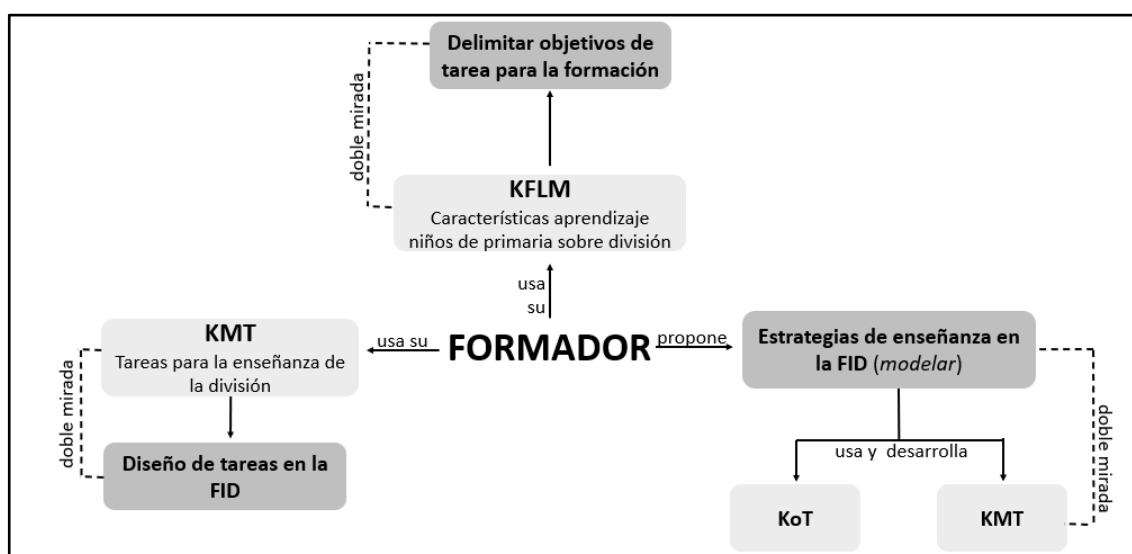 Delimitar objetivos de
tarea para la formación
doble mirada
KFLM
Características aprendizaje
niños de primaria sobre división
usa
su
KMT
Tareas para la enseñanza de
la división
usa su
FORMADOR
propone
Estrategias de enseñanza en
la FID (modelar)
doble mirada
Diseño de tareas en la
FID
usa y desarrolla
doble mirada
KoT
KMT